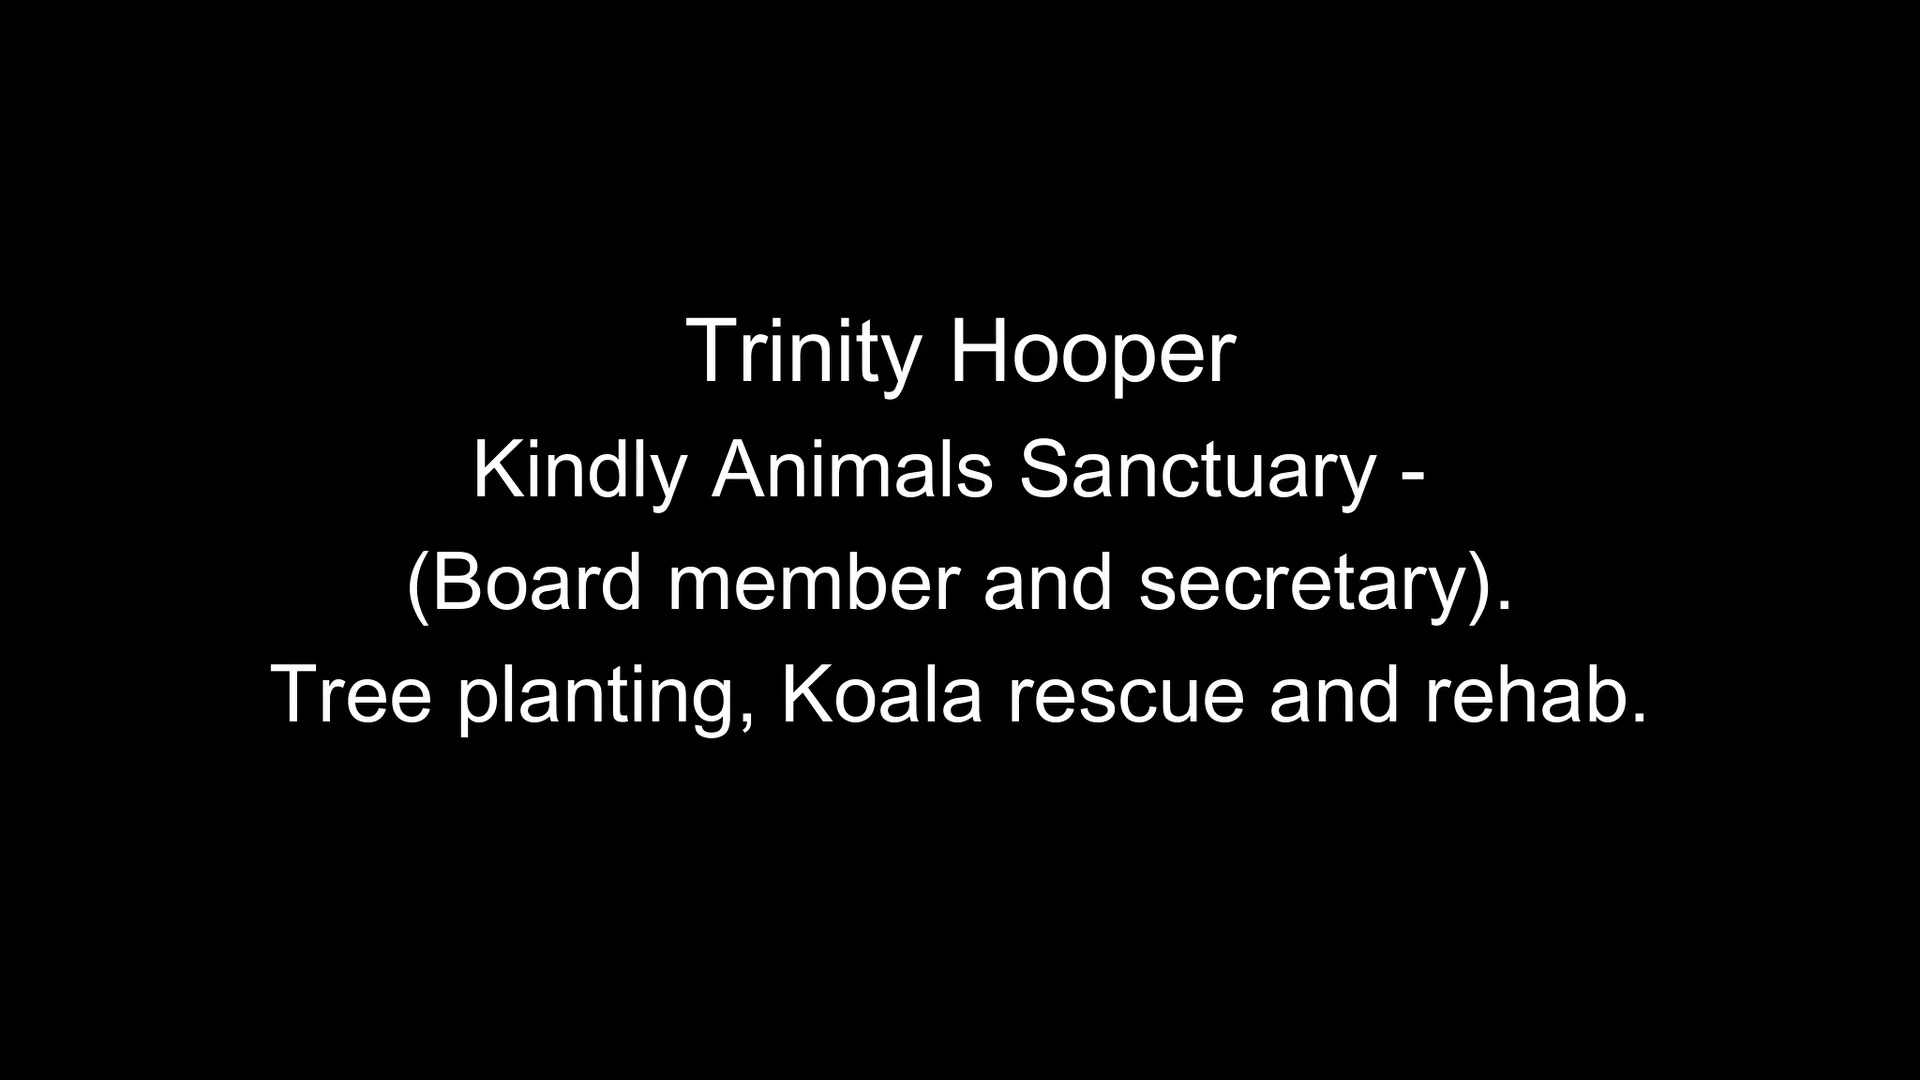 Trinity Hooper
Kindly Animals Sanctuary -
(Board member and secretary).
Tree planting, Koala rescue and rehab.